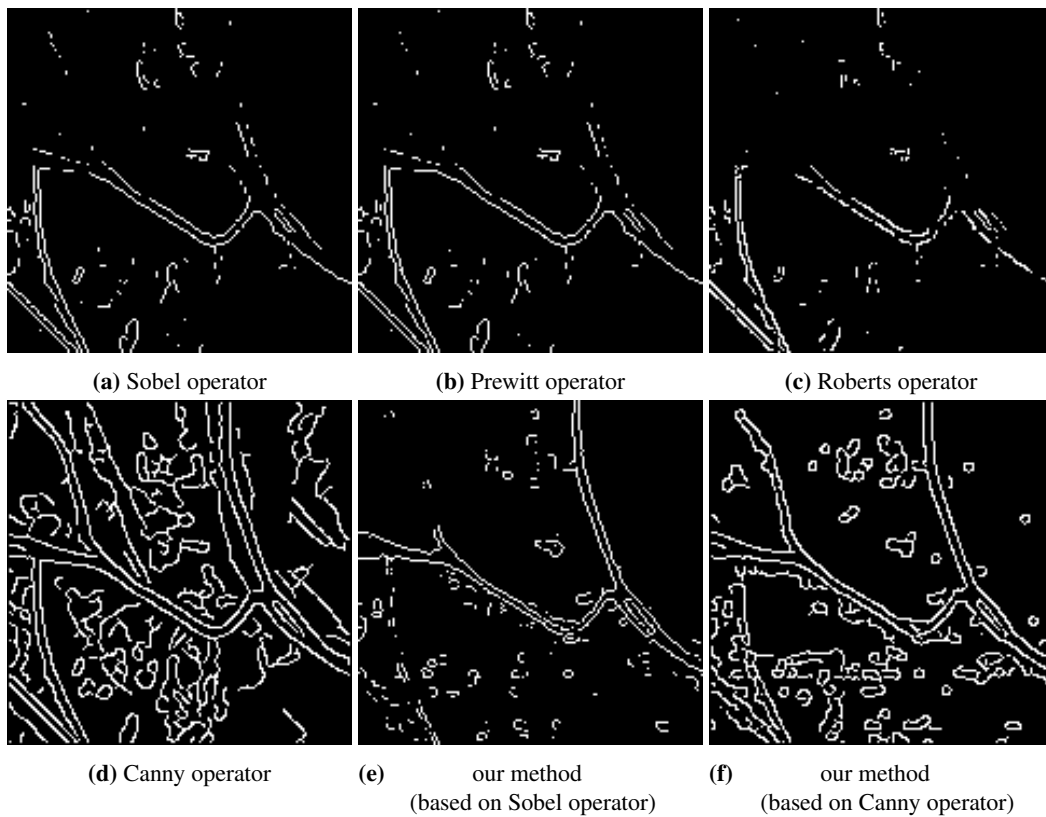 (a) Sobel operator
(b) Prewitt operator
(c) Roberts operator
(d) Canny operator
(e) our method
(based on Sobel operator)
(f) our method
(based on Canny operator)